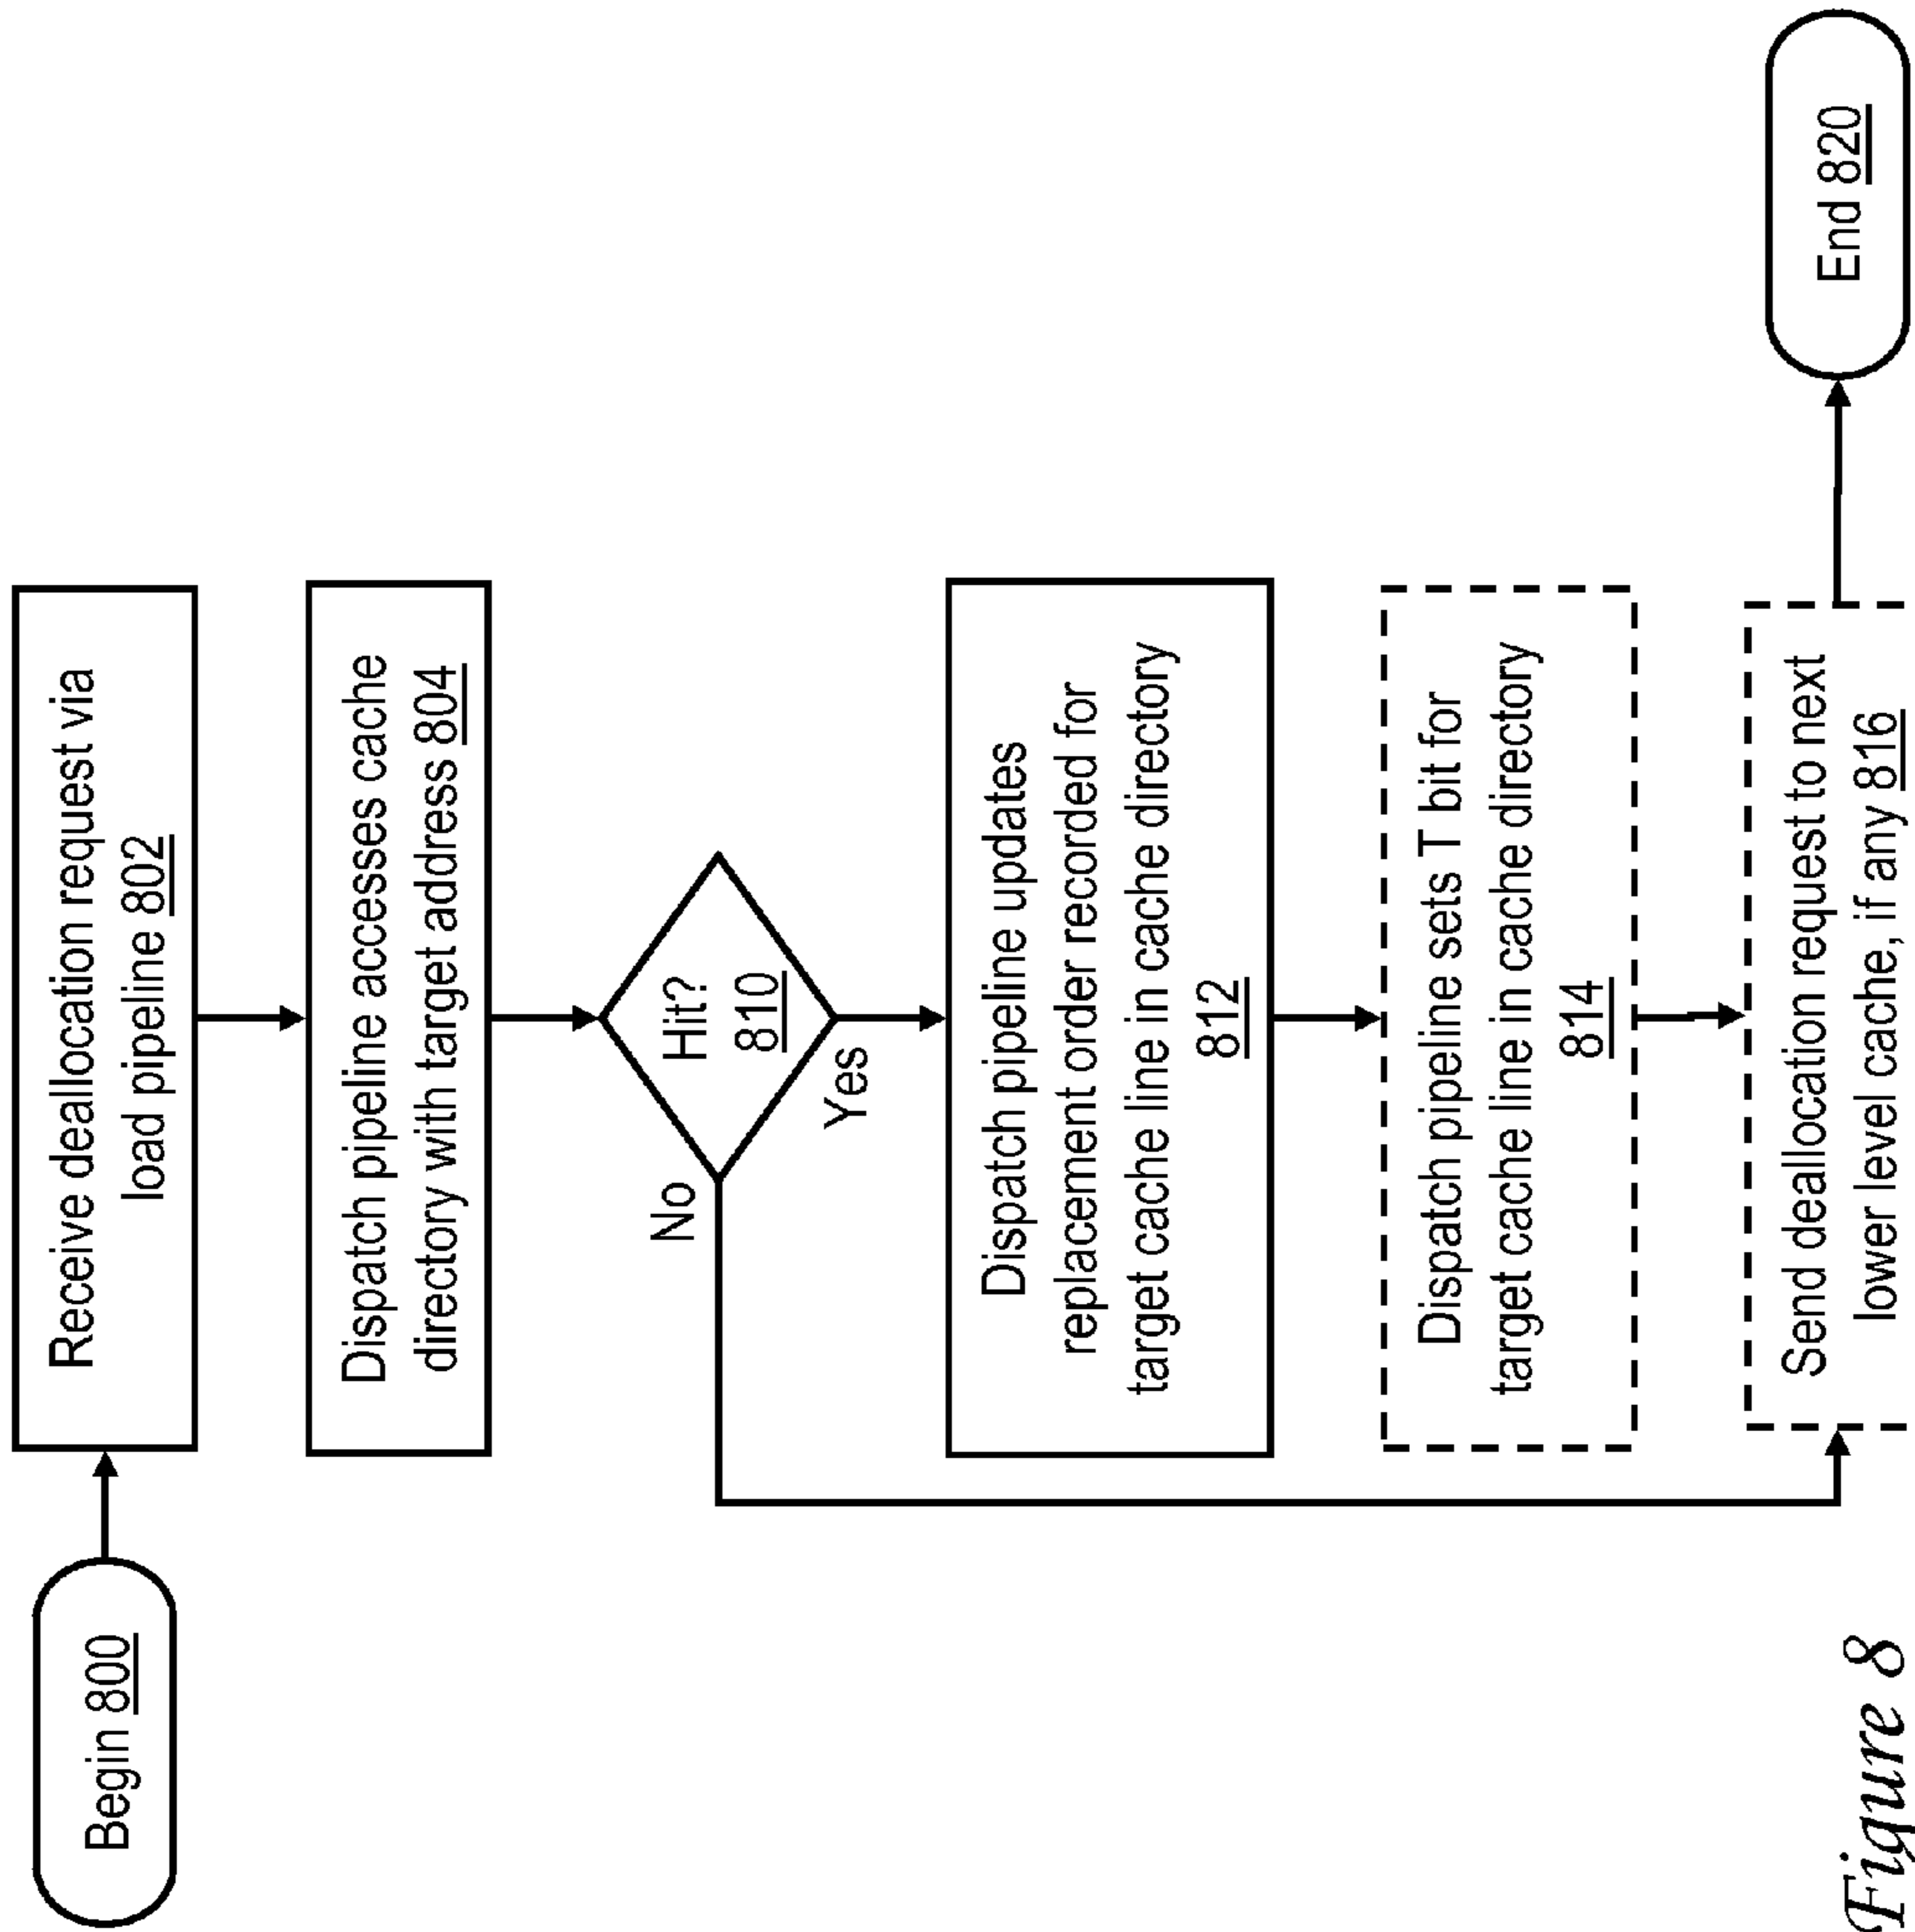 Begin 800
Receive deallocation request via
load pipeline 802
Dispatch pipeline accesses cache
directory with target address 804
Hit?
810
No
Yes
Dispatch pipeline updates
replacement order recorded for
target cache line in cache directory
812
Dispatch pipeline sets T bit for
target cache line in cache directory
814
Send deallocation request to next
lower level cache, if any 816
End 820
Figure 8